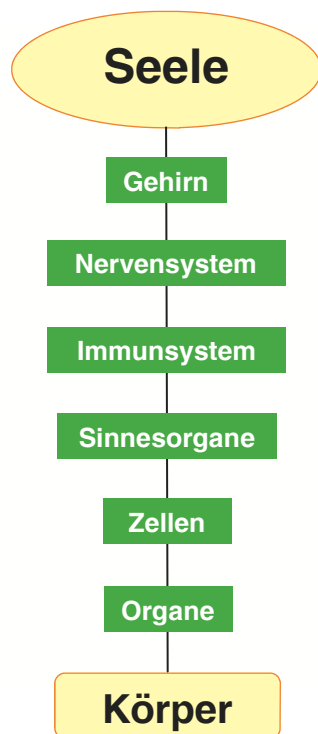 Seele
Gehirn
Nervensystem
Immunsystem
Sinnesorgane
Zellen
Organe
Körper